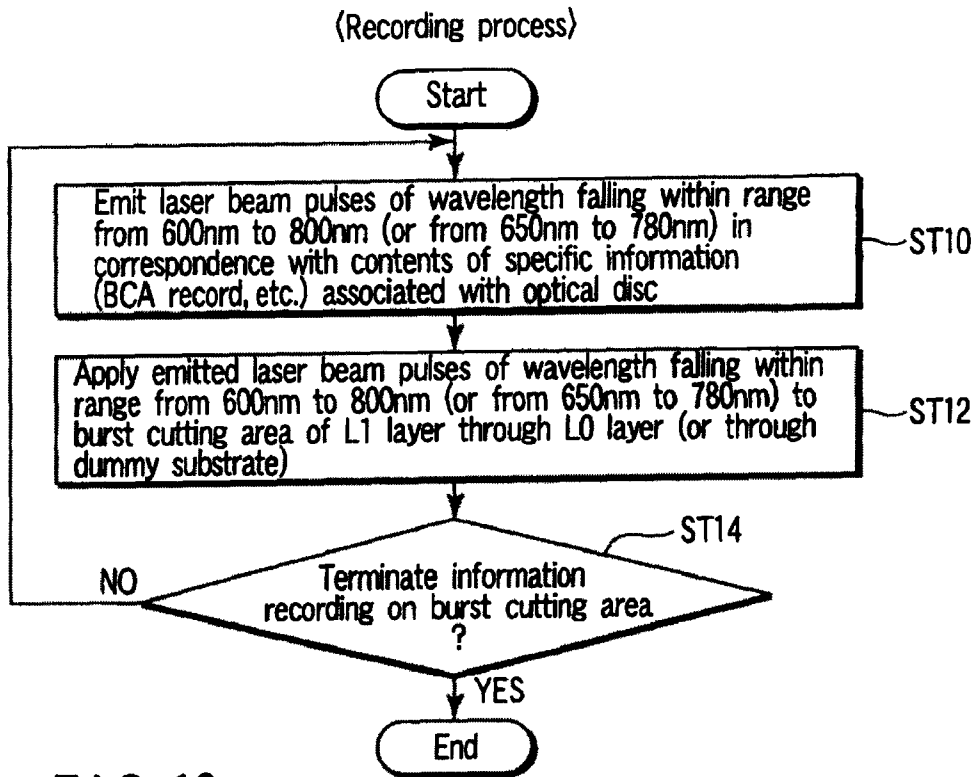 ⟨Recording process⟩
Start
Emit laser beam pulses of wavelength falling within range
from 600nm to 800nm (or from 650nm to 780nm) in
correspondence with contents of specific information
(BCA record, etc.) associated with optical disc
ST10
Apply emitted laser beam pulses of wavelength falling within
range from 600nm to 800nm (or from 650nm to 780nm) to
burst cutting area of L1 layer through L0 layer (or through
dummy substrate)
ST12
ST14
NO
Terminate information
recording on burst cutting area
?
YES
End